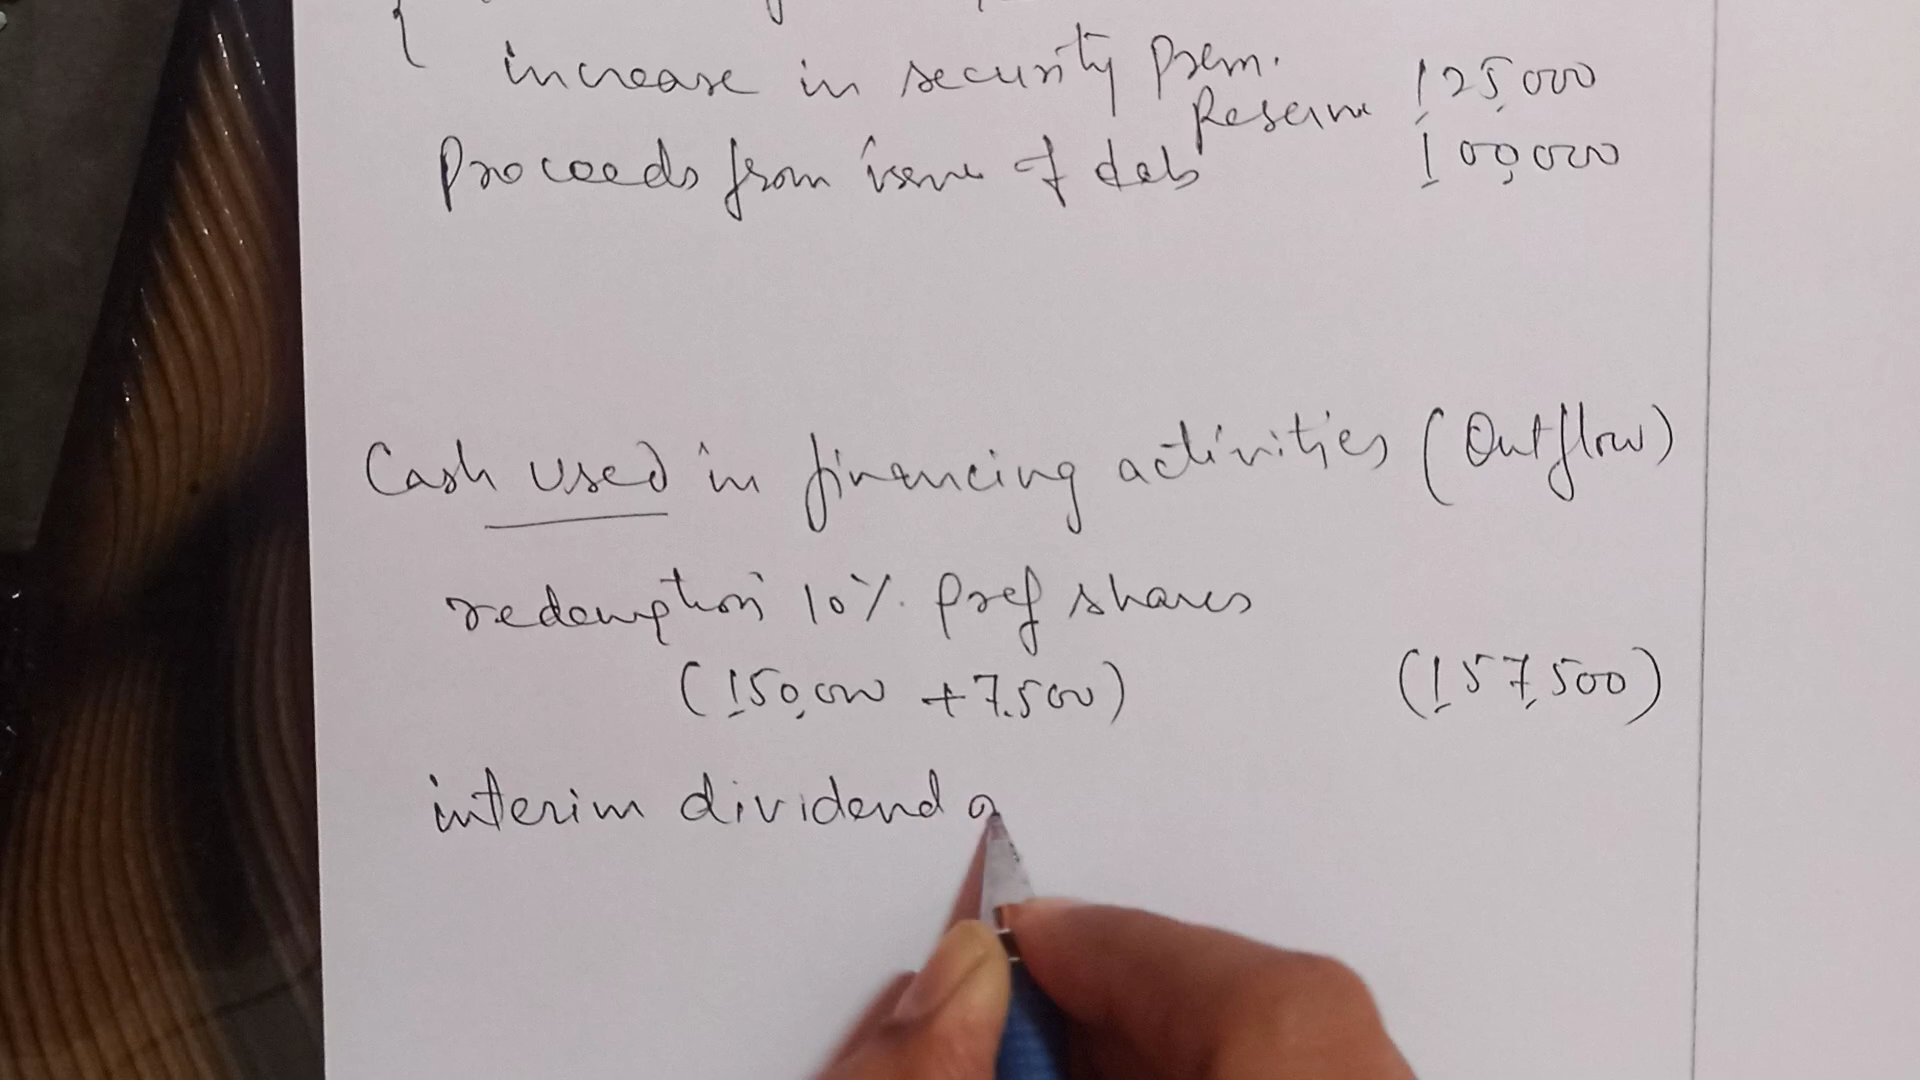 increase in security Prem.
Reserve 125,000
Proceeds from issue of deb 100,000
Cash used in financing activities (Outflow)
redemption 10% Pref shares
(150,000 + 7,500) (157,500)
interim dividend